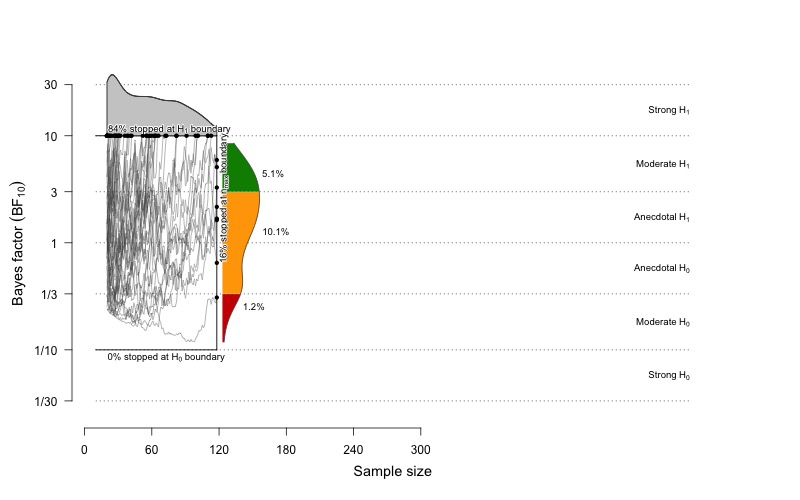 30
Strong H1
84% stopped at H1 boundary
10
Moderate H1
5.1%
3
Anecdotal H1
16% stopped at nmax boundary
10.1%
1
Anecdotal H0
1/3
1.2%
Moderate H0
1/10
0% stopped at H0 boundary
Strong H0
1/30
Bayes factor (BF10)
0 60 120 180 240 300
Sample size